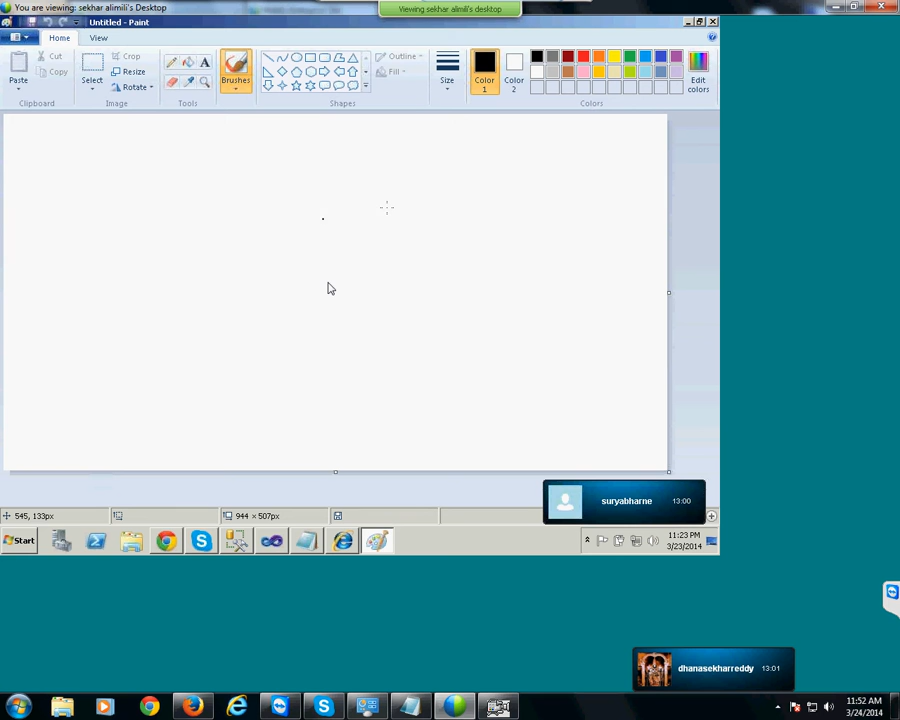 You are viewing: sekhar alimili's Desktop
Viewing sekhar alimili's desktop
Untitled - Paint
Home
View
Paste
Cut
Copy
Clipboard
Select
Crop
Resize
Rotate
Image
A
Tools
Brushes
Shapes
Outline
Fill
Size
Color 1
Color 2
Colors
Edit colors
suryabharne 13:00
545, 133px
944 × 507px
Start
11:23 PM
3/23/2014
dhanasekharreddy 13:01
11:52 AM
3/24/2014